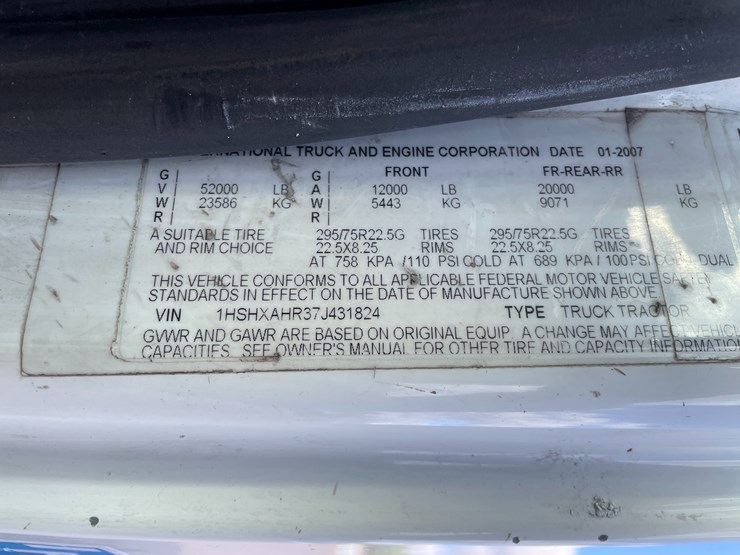 INTERNATIONAL TRUCK AND ENGINE CORPORATION DATE 01-2007
G G FRONT FR-REAR-RR
V 52000 LB A 12000 LB 20000 LB
W 23586 KG W 5443 KG 9071 KG
R R
A SUITABLE TIRE 295/75R22.5G TIRES 295/75R22.5G TIRES
AND RIM CHOICE 22.5X8.25 RIMS 22.5X8.25 RIMS
AT 758 KPA /110 PSI COLD AT 689 KPA / 100 PSI COLD DUAL
THIS VEHICLE CONFORMS TO ALL APPLICABLE FEDERAL MOTOR VEHICLE SAFETY
STANDARDS IN EFFECT ON THE DATE OF MANUFACTURE SHOWN ABOVE
VIN 1HSHXAHR37J431824 TYPE TRUCK TRACTOR
GVWR AND GAWR ARE BASED ON ORIGINAL EQUIP. A CHANGE MAY AFFECT VEHICL
CAPACITIES. SEE OWNER'S MANUAL FOR OTHER TIRE AND CAPACITY INFORMATIO